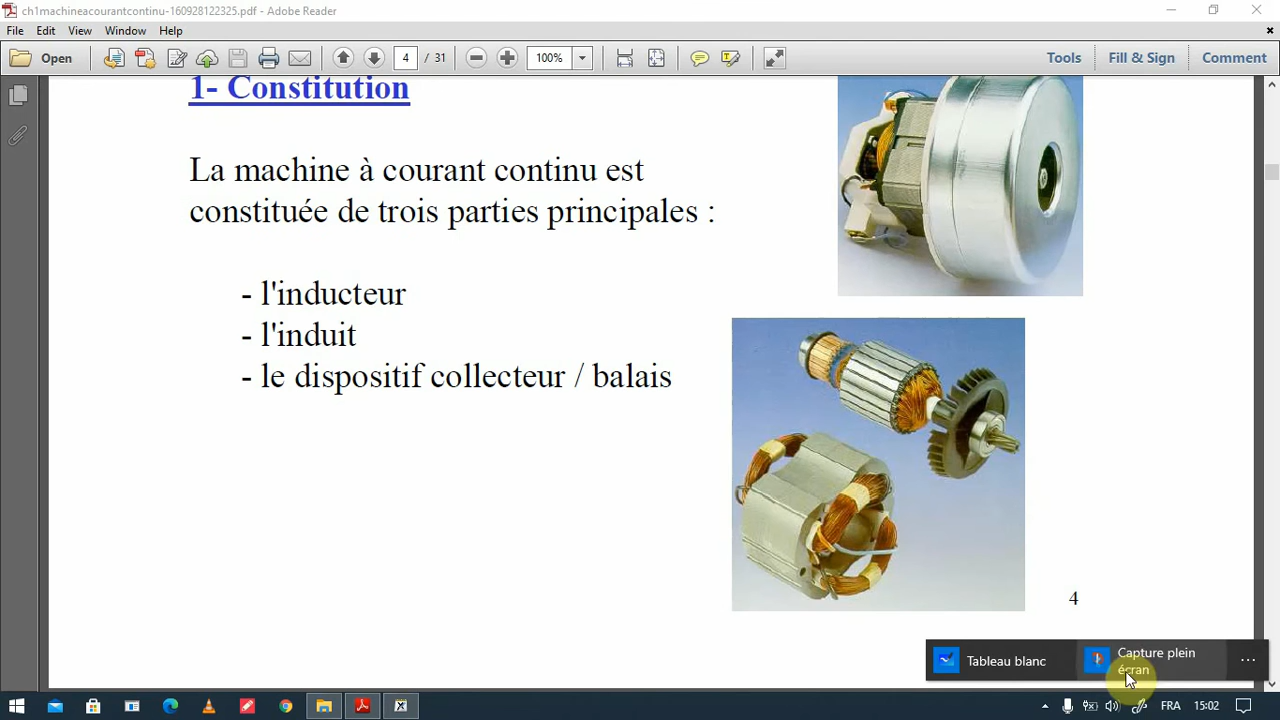 ch1machineacourantcontinu-160928122325.pdf - Adobe Reader
File Edit View Window Help
Open 4 / 31 100% Tools Fill & Sign Comment
1- Constitution
La machine à courant continu est
constituée de trois parties principales :
- l'inducteur
- l'induit
- le dispositif collecteur / balais
4
Tableau blanc
Capture plein
écran
FRA 15:02